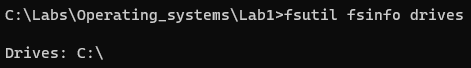 C:\Labs\Operating_systems\Lab1>fsutil fsinfo drives
Drives: C:\